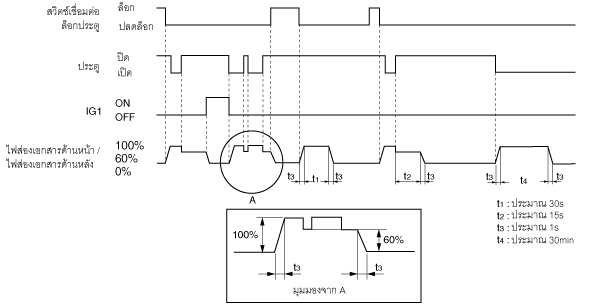 สวิตช์เชื่อมต่อ
ล็อกประตู
ล็อก
ปลดล็อก
ประตู
ปิด
เปิด
IG1
ON
OFF
ไฟส่องเอกสารด้านหน้า /
ไฟส่องเอกสารด้านหลัง
100%
60%
0%
A
t3
t1
t3
t2
t3
t3
t4
t3
t1 : ประมาณ 30s
t2 : ประมาณ 15s
t3 : ประมาณ 1s
t4 : ประมาณ 30min
100%
60%
t3
t3
มุมมองจาก A